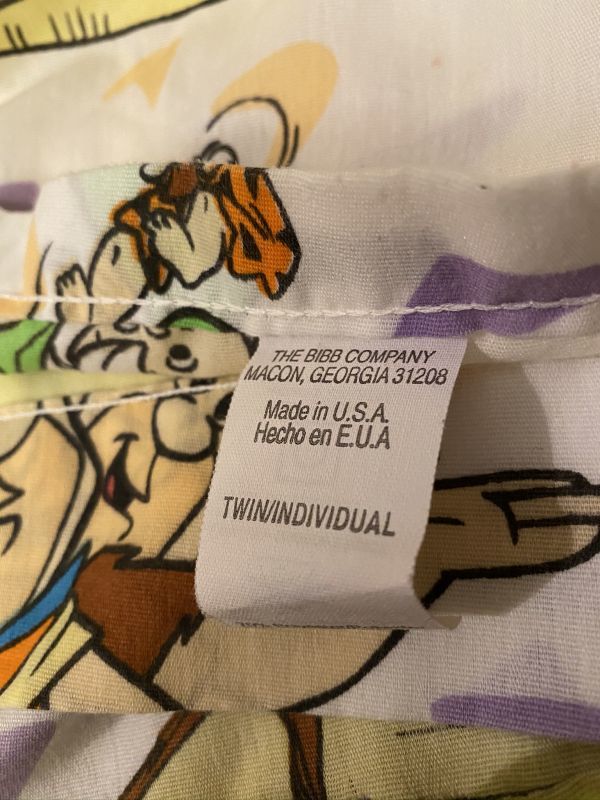 THE BIBB COMPANY
MACON, GEORGIA 31208
Made in U.S.A.
Hecho en E.U.A
TWIN/INDIVIDUAL